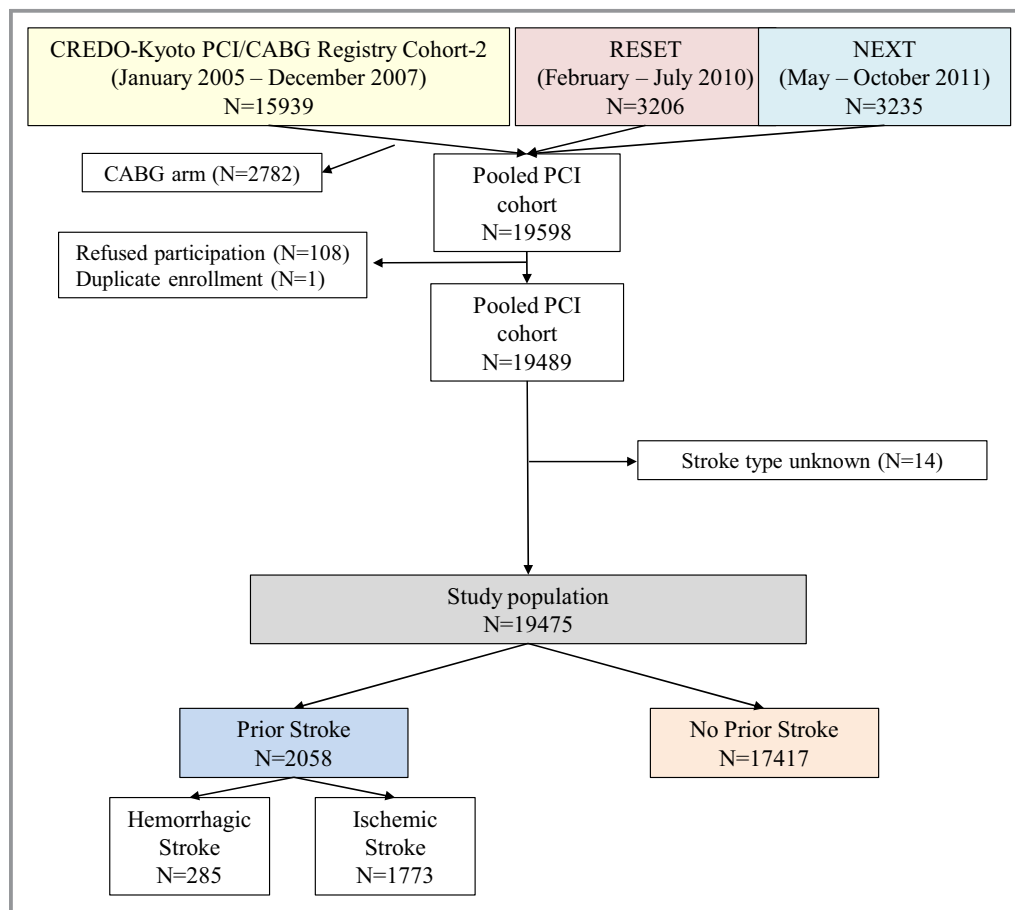 CREDO-Kyoto PCI/CABG Registry Cohort-2
(January 2005 – December 2007)
N=15939
RESET
(February – July 2010)
N=3206
NEXT
(May – October 2011)
N=3235
CABG arm (N=2782)
Pooled PCI
cohort
N=19598
Refused participation (N=108)
Duplicate enrollment (N=1)
Pooled PCI
cohort
N=19489
Stroke type unknown (N=14)
Study population
N=19475
Prior Stroke
N=2058
No Prior Stroke
N=17417
Hemorrhagic
Stroke
N=285
Ischemic
Stroke
N=1773